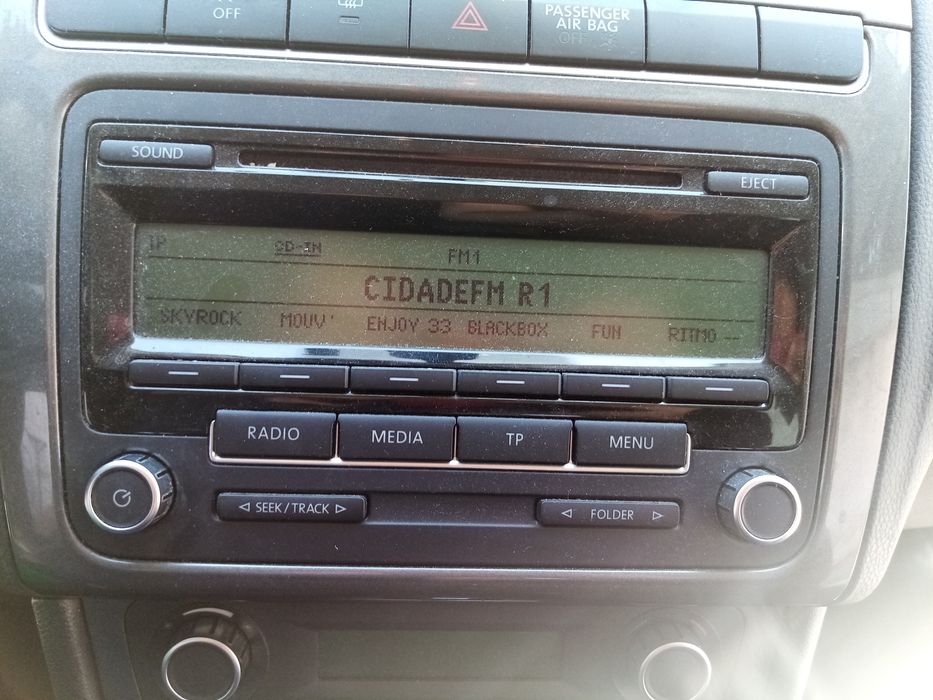 OFF
PASSENGER
AIR BAG
OFF
SOUND
EJECT
TP CD-IN FM1
CIDADEFM R1
SKYROCK MOUV' ENJOY 33 BLACKBOX FUN RITMO --
RADIO MEDIA TP MENU
SEEK/TRACK FOLDER